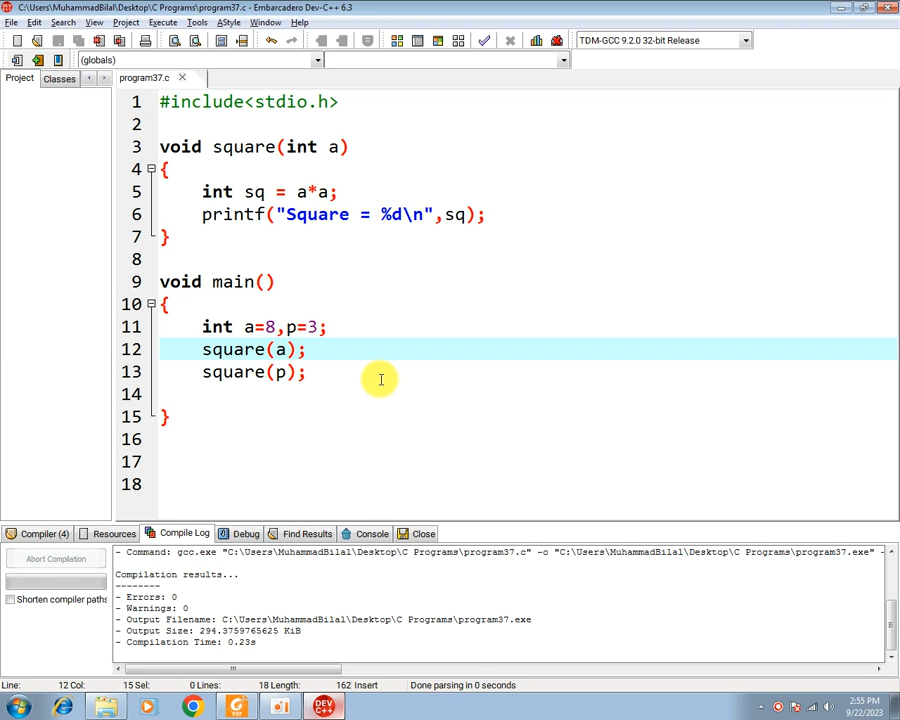 C:\Users\MuhammadBilal\Desktop\C Programs\program37.c - Embarcadero Dev-C++ 6.3
File Edit Search View Project Execute Tools AStyle Window Help
TDM-GCC 9.2.0 32-bit Release
(globals)
Project Classes program37.c
1 #include<stdio.h>
2
3 void square(int a)
4 {
5 int sq = a*a;
6 printf("Square = %d\n",sq);
7 }
8
9 void main()
10 {
11 int a=8,p=3;
12 square(a);
13 square(p);
14
15 }
16
17
18
Compiler (4) Resources Compile Log Debug Find Results Console Close
Abort Compilation
Shorten compiler paths
- Command: gcc.exe "C:\Users\MuhammadBilal\Desktop\C Programs\program37.c" -o "C:\Users\MuhammadBilal\Desktop\C Programs\program37.exe" -
Compilation results...
--------
- Errors: 0
- Warnings: 0
- Output Filename: C:\Users\MuhammadBilal\Desktop\C Programs\program37.exe
- Output Size: 294.3759765625 KiB
- Compilation Time: 0.23s
Line: 12 Col: 15 Sel: 0 Lines: 18 Length: 162 Insert Done parsing in 0 seconds
DEV C++
2:55 PM
9/22/2023